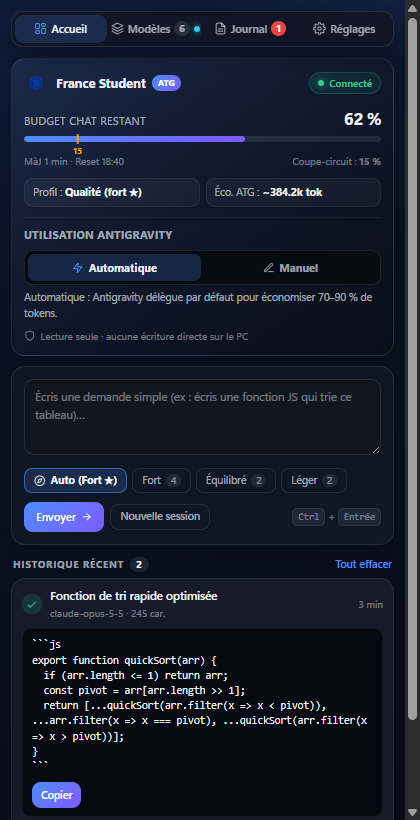 Accueil Modèles 6 Journal 1 Réglages
France Student ATG Connecté
BUDGET CHAT RESTANT 62 %
15
MàJ 1 min · Reset 18:40 Coupe-circuit : 15 %
Profil : Qualité (fort ★) Éco. ATG : ~384.2k tok
UTILISATION ANTIGRAVITY
Automatique Manuel
Automatique : Antigravity délègue par défaut pour économiser 70–90 % de
tokens.
Lecture seule · aucune écriture directe sur le PC
Écris une demande simple (ex : écris une fonction JS qui trie ce
tableau)...
Auto (Fort ★) Fort 4 Équilibré 2 Léger 2
Envoyer → Nouvelle session Ctrl + Entrée
HISTORIQUE RÉCENT 2 Tout effacer
Fonction de tri rapide optimisée
claude-opus-5-5 · 245 car. 3 min
```js
export function quickSort(arr) {
  if (arr.length <= 1) return arr;
  const pivot = arr[arr.length >> 1];
  return [...quickSort(arr.filter(x => x < pivot)),
...arr.filter(x => x === pivot), ...quickSort(arr.filter(x
=> x > pivot))];
}
```
Copier